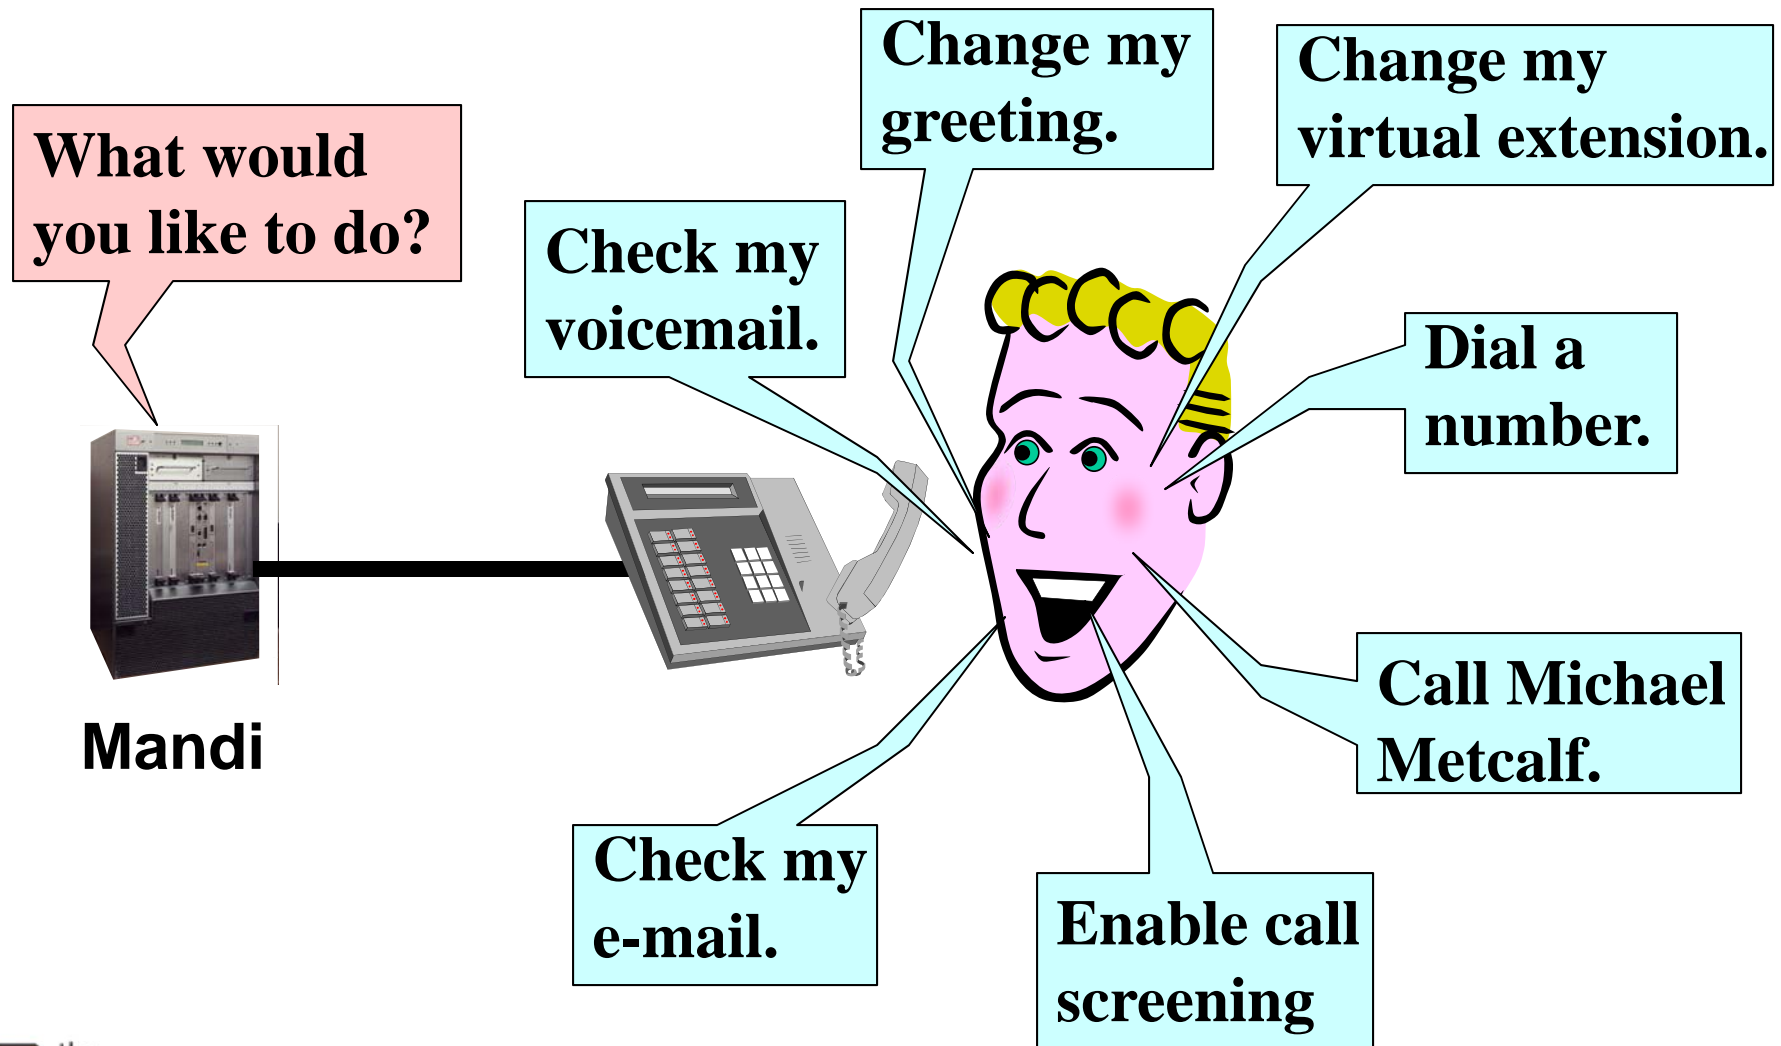 What would
you like to do?
Change my
greeting.
Change my
virtual extension.
Check my
voicemail.
Dial a
number.
Call Michael
Metcalf.
Mandi
Check my
e-mail.
Enable call
screening